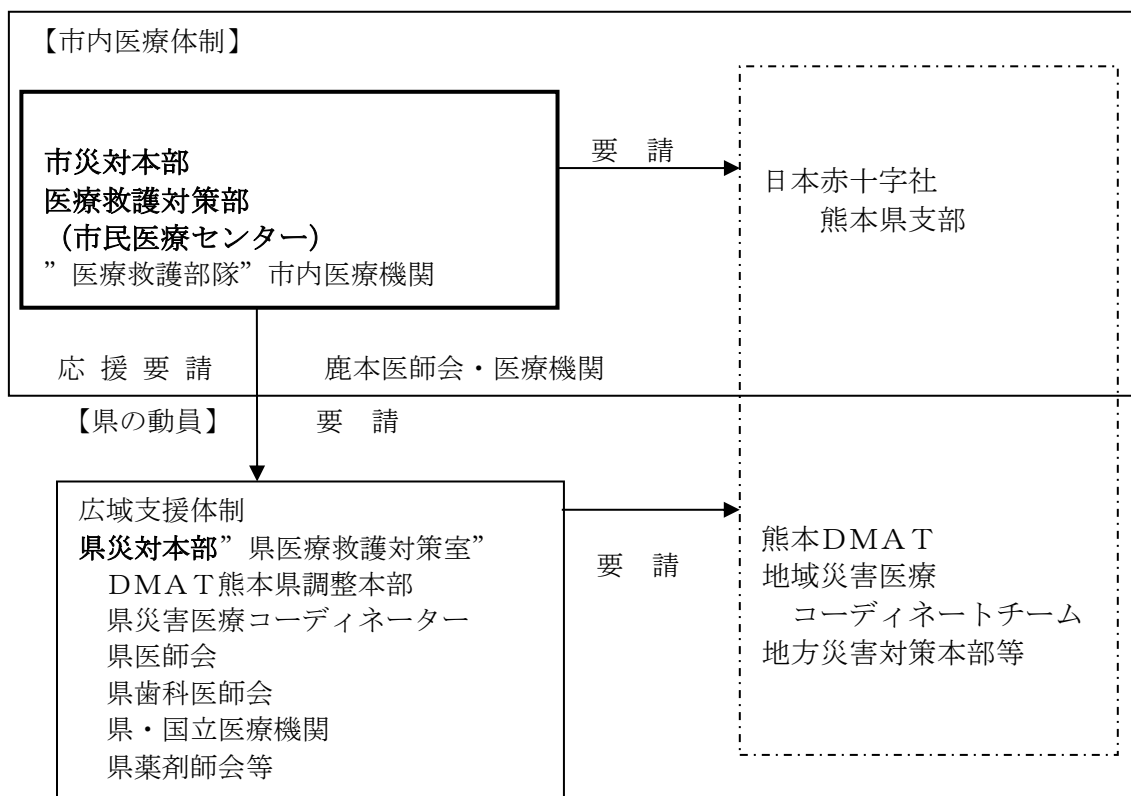 【市内医療体制】
要　請
市災対本部
医療救護対策部
（市民医療センター）
”医療救護部隊”市内医療機関
日本赤十字社
熊本県支部
応 援 要 請　鹿本医師会・医療機関
【県の動員】　要　請
広域支援体制
県災対本部”県医療救護対策室”
ＤＭＡＴ熊本県調整本部
県災害医療コーディネーター
県医師会
県歯科医師会
県・国立医療機関
県薬剤師会等
要　請
熊本ＤＭＡＴ
地域災害医療
コーディネートチーム
地方災害対策本部等